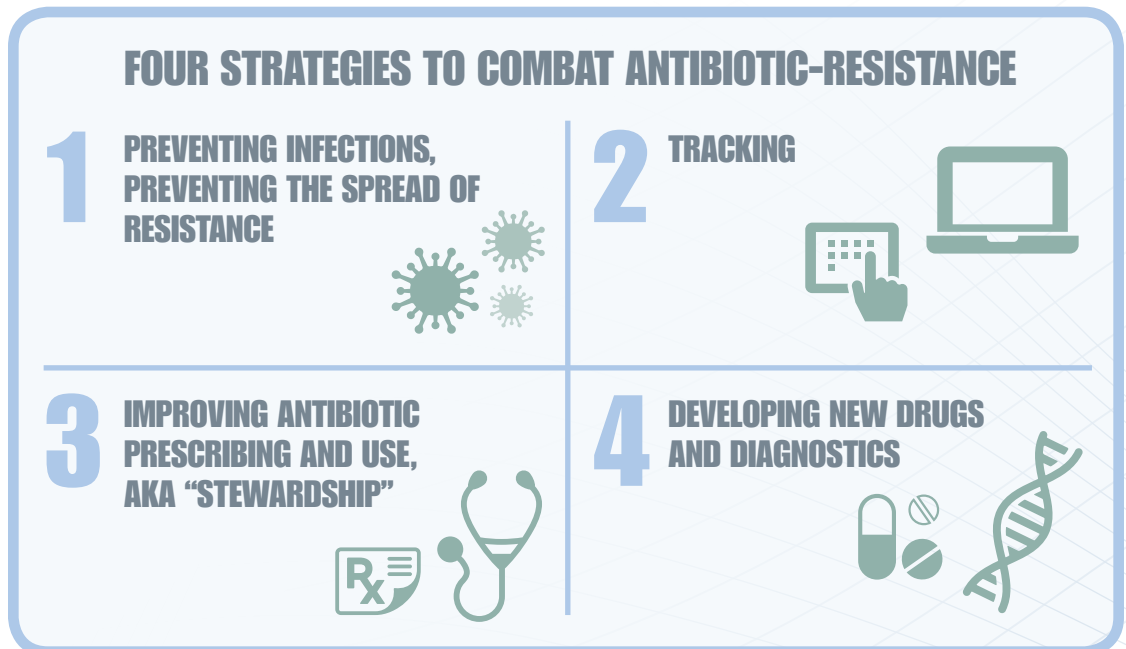 FOUR STRATEGIES TO COMBAT ANTIBIOTIC-RESISTANCE
1
PREVENTING INFECTIONS,
PREVENTING THE SPREAD OF
RESISTANCE
2
TRACKING
3
IMPROVING ANTIBIOTIC
PRESCRIBING AND USE,
AKA “STEWARDSHIP”
Rx
4
DEVELOPING NEW DRUGS
AND DIAGNOSTICS